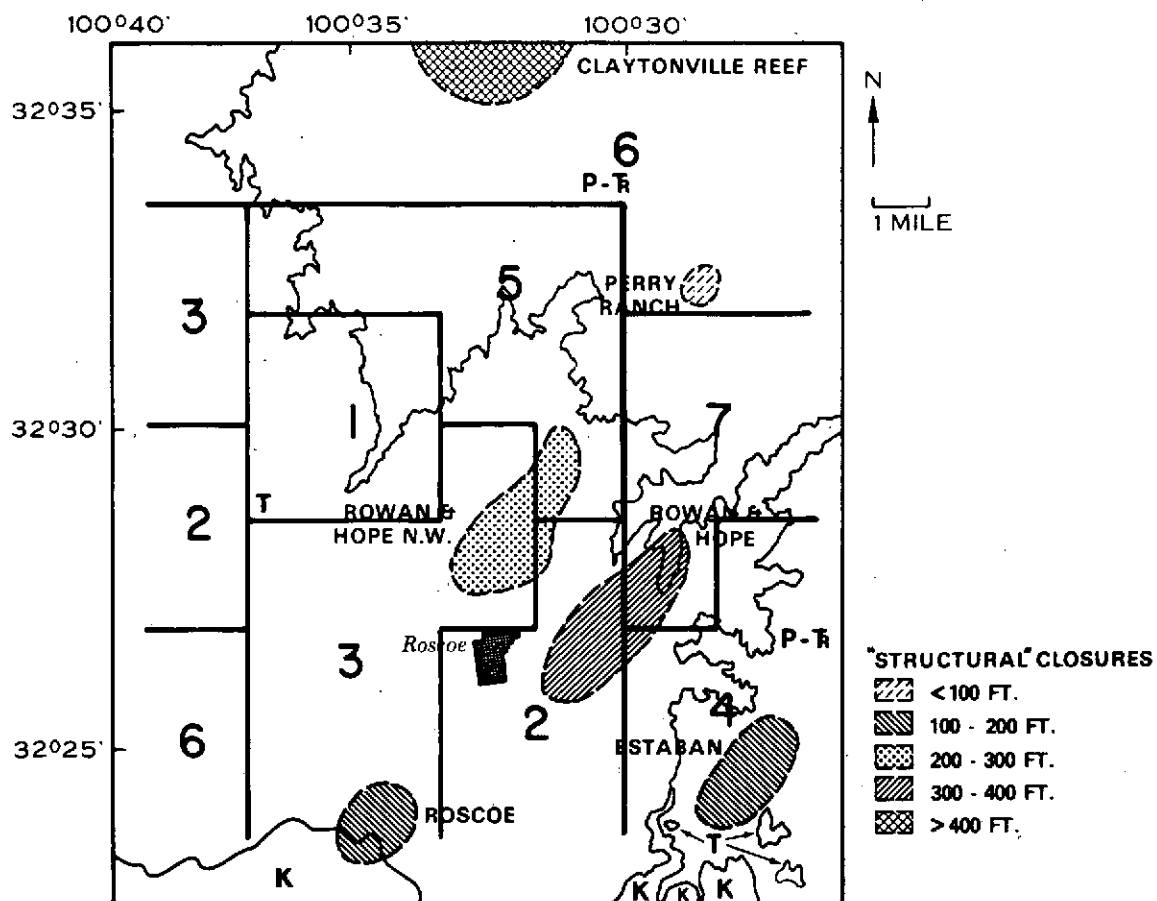 100°40' 100°35' 100°30'
CLAYTONVILLE REEF
N
32°35'
6
P-TR
1 MILE
5
PERRY
RANCH
3
1
7
32°30'
T
2
ROWAN &
HOPE N.W.
ROWAN &
HOPE
Roscoe
P-TR
3
"STRUCTURAL" CLOSURES
<100 FT.
100 - 200 FT.
200 - 300 FT.
300 - 400 FT.
>400 FT.
2
4
6
32°25'
ESTABAN
ROSCOE
T
K
K K K